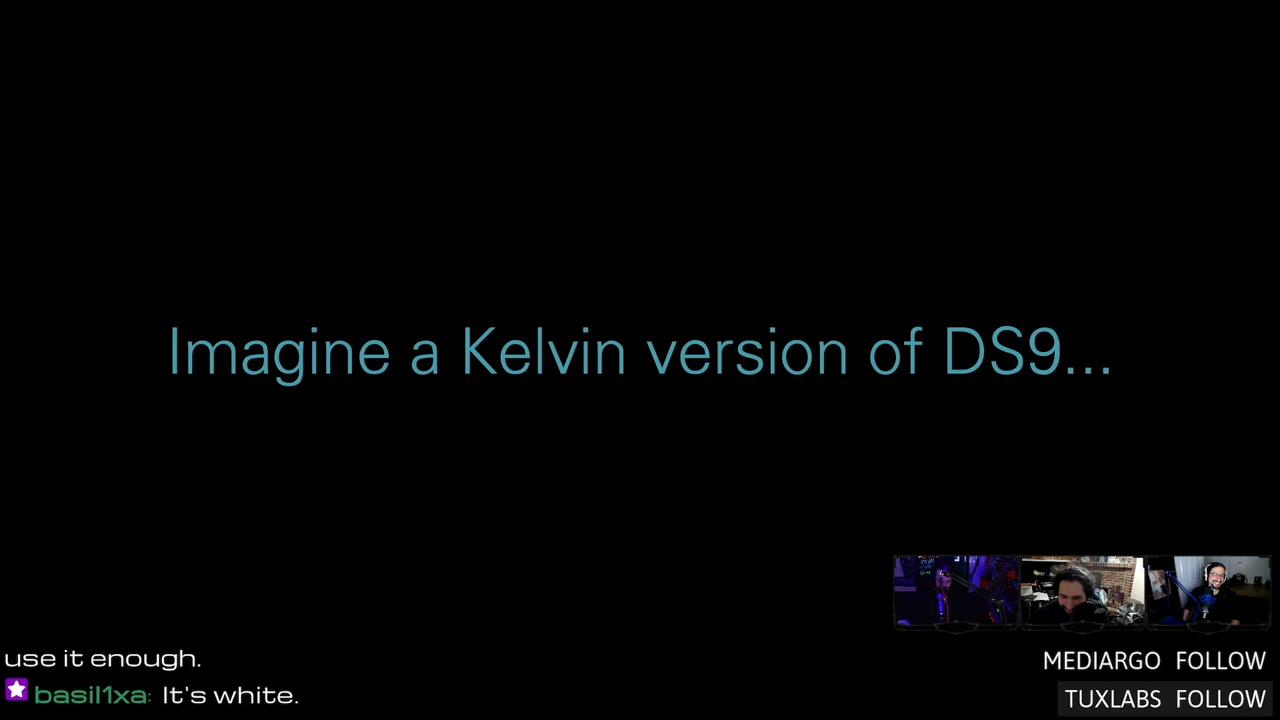 Imagine a Kelvin version of DS9...
use it enough.
basil1xa: It's white.
MEDIARGO FOLLOW
TUXLABS FOLLOW